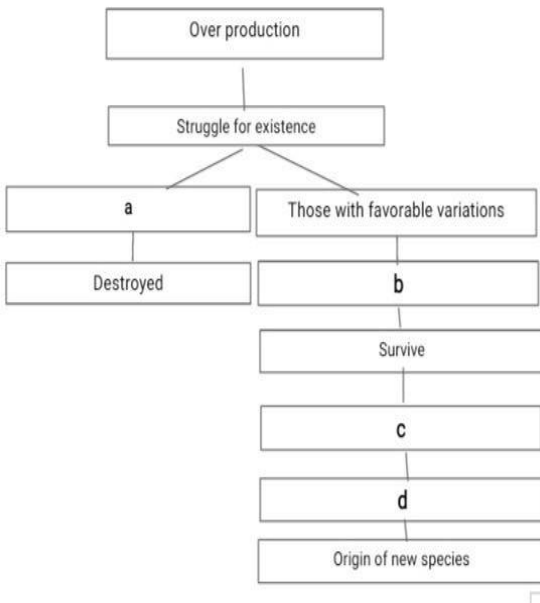 Over production
Struggle for existence
a
Those with favorable variations
Destroyed
b
Survive
c
d
Origin of new species